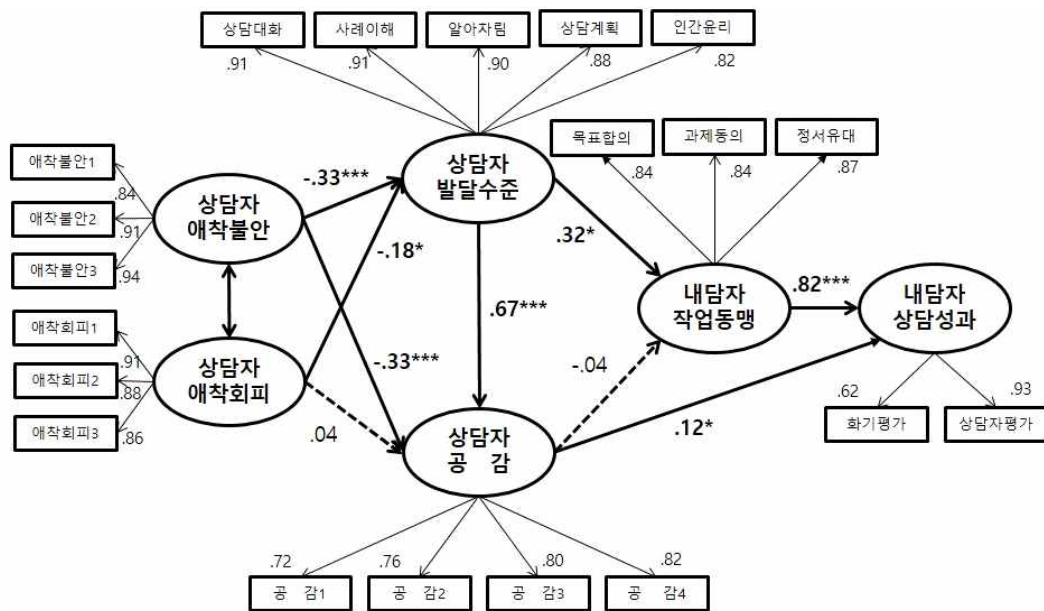 상담대화
사례이해
알아차림
상담계획
인간윤리
.91
.91
.90
.88
.82
목표합의
과제동의
정서유대
.84
.84
.87
애착불안1
애착불안2
애착불안3
.84
.91
.94
상담자
애착불안
상담자
발달수준
-.33***
-.18*
.32*
.67***
애착회피1
애착회피2
애착회피3
.91
.88
.86
상담자
애착회피
-.33***
.04
내담자
작업동맹
.82***
내담자
상담성과
-.04
.12*
.62
.93
화기평가
상담자평가
상담자
공 감
.72
.76
.80
.82
공 감1
공 감2
공 감3
공 감4